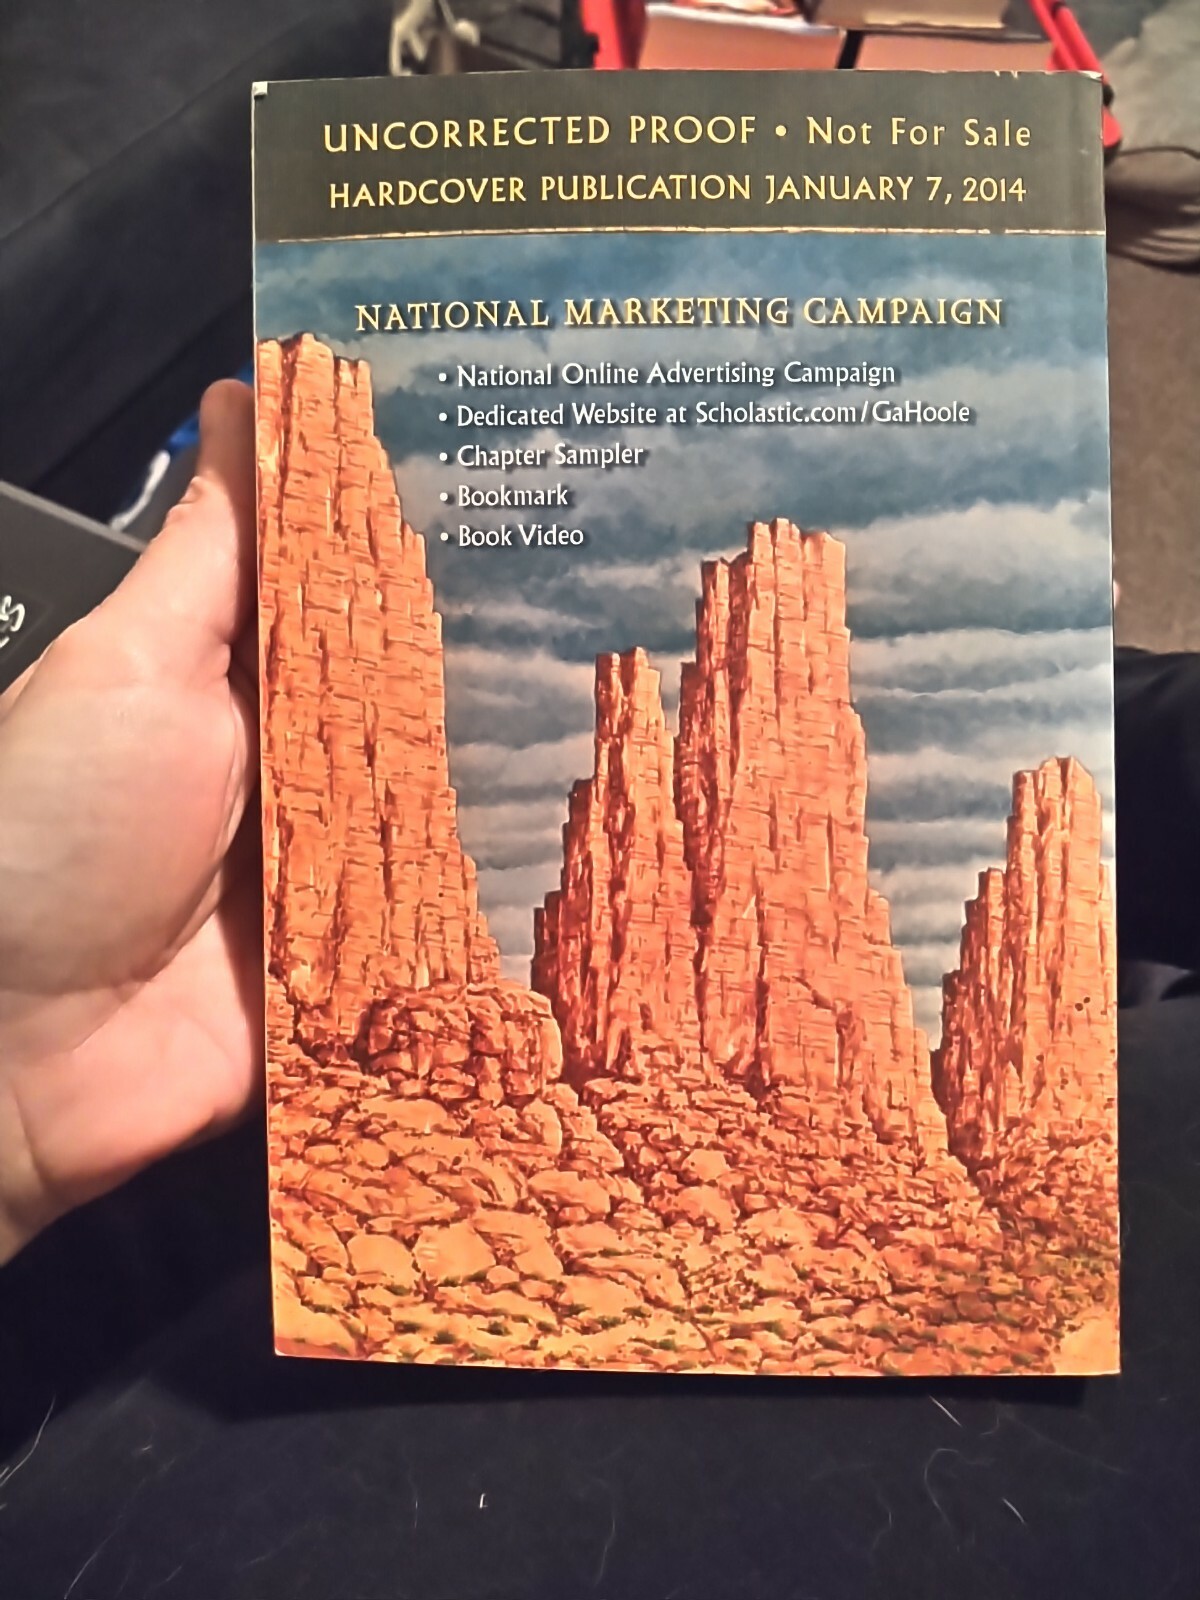 UNCORRECTED PROOF • Not For Sale
HARDCOVER PUBLICATION JANUARY 7, 2014
NATIONAL MARKETING CAMPAIGN
• National Online Advertising Campaign
• Dedicated Website at Scholastic.com/GaHoole
• Chapter Sampler
• Bookmark
• Book Video